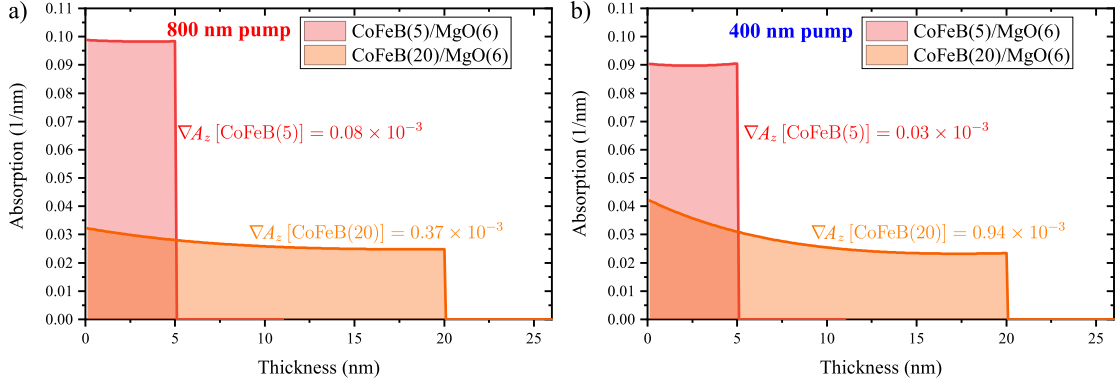 a)
800 nm pump
CoFeB(5)/MgO(6)
CoFeB(20)/MgO(6)
∇A_z [CoFeB(5)] = 0.08 × 10⁻³
∇A_z [CoFeB(20)] = 0.37 × 10⁻³
Absorption (1/nm)
0.11
0.10
0.09
0.08
0.07
0.06
0.05
0.04
0.03
0.02
0.01
0.00
0 5 10 15 20 25
Thickness (nm)
b)
400 nm pump
CoFeB(5)/MgO(6)
CoFeB(20)/MgO(6)
∇A_z [CoFeB(5)] = 0.03 × 10⁻³
∇A_z [CoFeB(20)] = 0.94 × 10⁻³
Absorption (1/nm)
0.11
0.10
0.09
0.08
0.07
0.06
0.05
0.04
0.03
0.02
0.01
0.00
0 5 10 15 20 25
Thickness (nm)